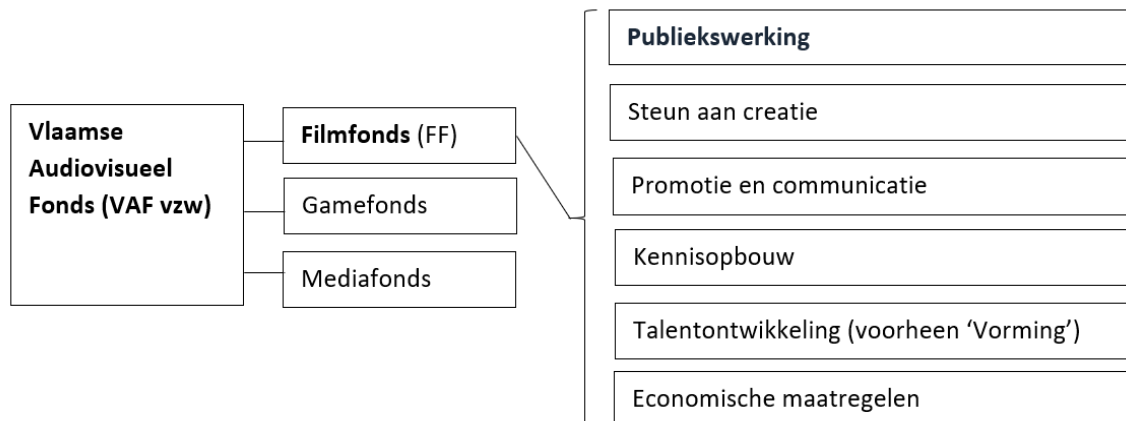 Vlaamse
Audiovisueel
Fonds (VAF vzw)
Filmfonds (FF)
Gamefonds
Mediafonds
Publiekswerking
Steun aan creatie
Promotie en communicatie
Kennisopbouw
Talentontwikkeling (voorheen ‘Vorming’)
Economische maatregelen